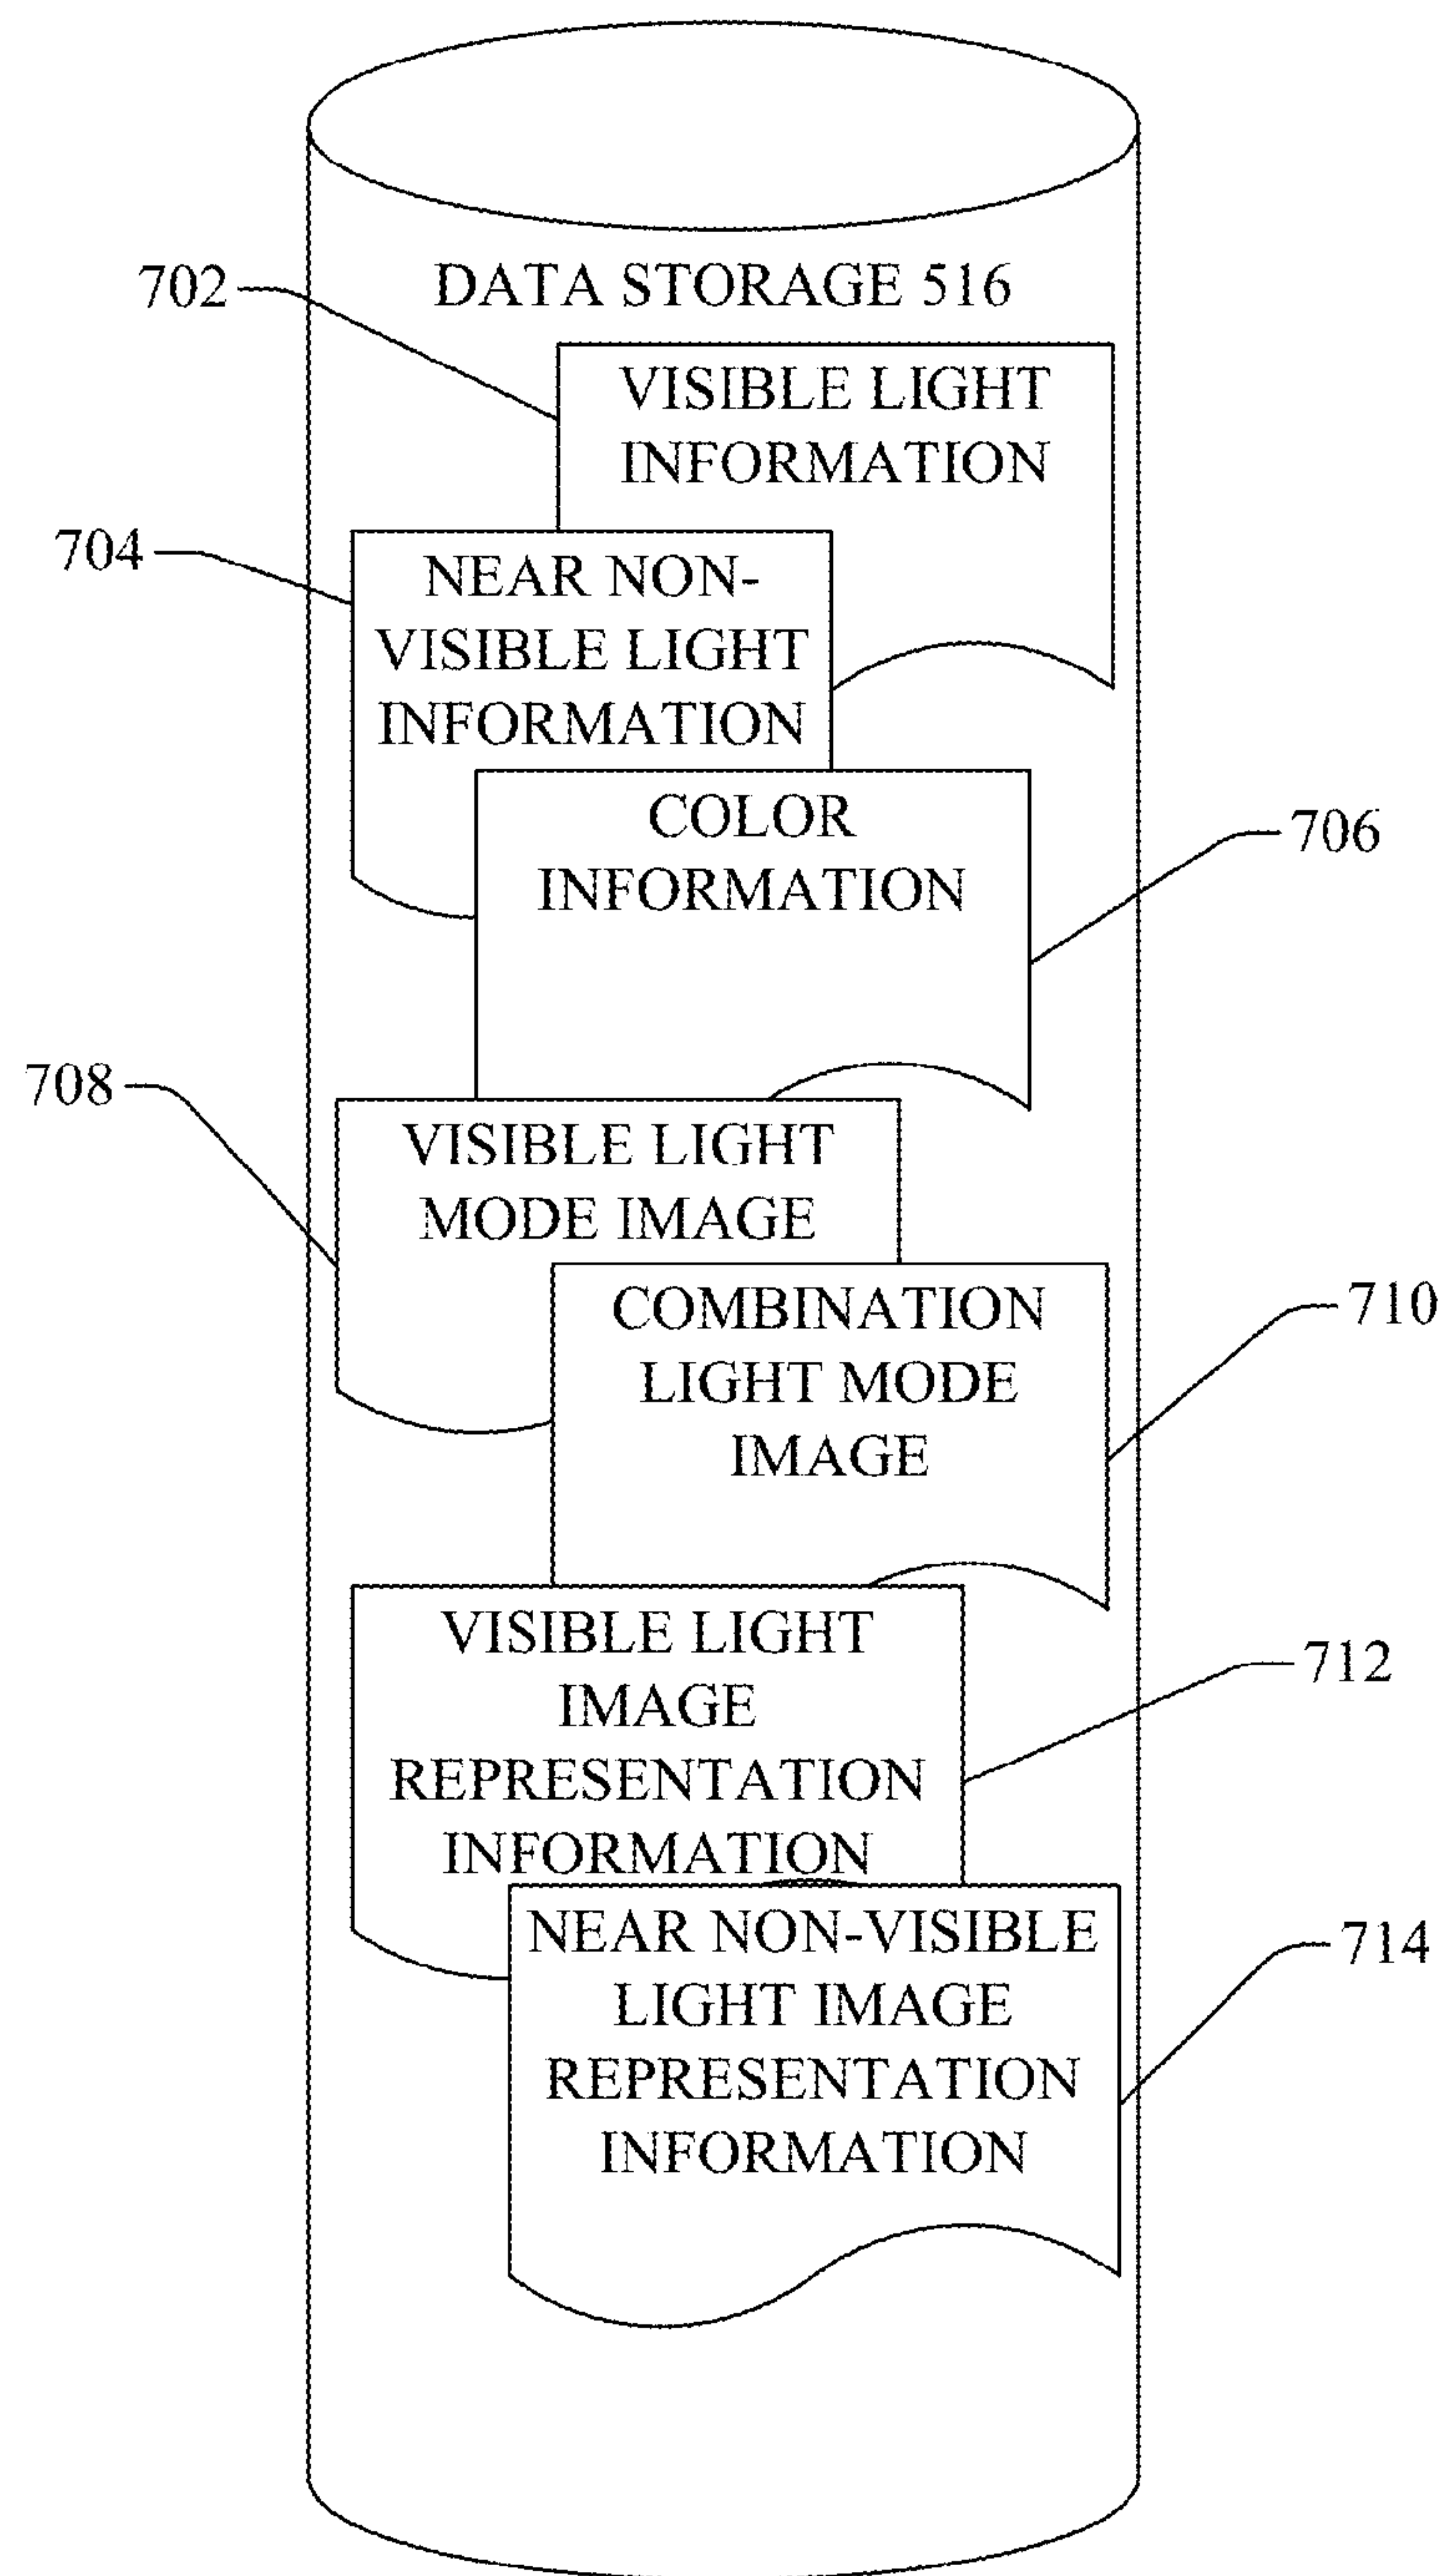 DATA STORAGE 516
702
VISIBLE LIGHT
INFORMATION
704
NEAR NON-
VISIBLE LIGHT
INFORMATION
COLOR
INFORMATION
706
708
VISIBLE LIGHT
MODE IMAGE
COMBINATION
LIGHT MODE
IMAGE
710
VISIBLE LIGHT
IMAGE
REPRESENTATION
INFORMATION
712
NEAR NON-VISIBLE
LIGHT IMAGE
REPRESENTATION
INFORMATION
714